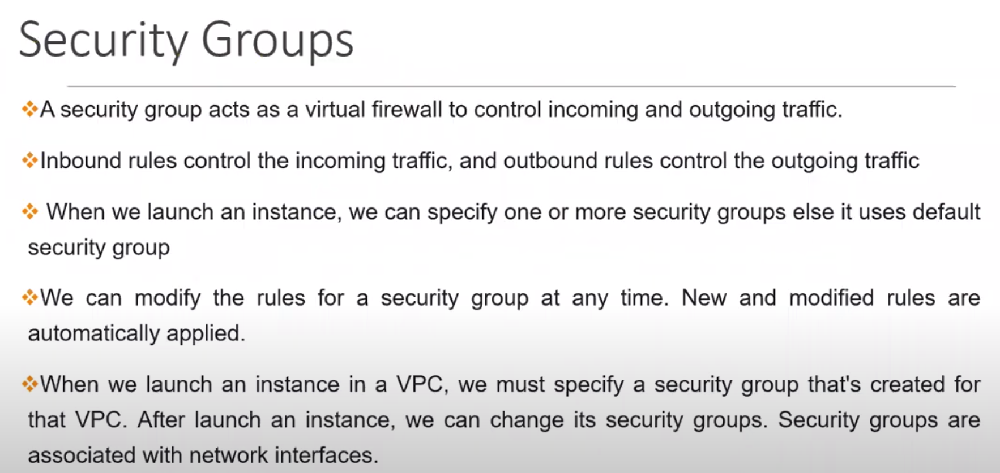 Security Groups
❖A security group acts as a virtual firewall to control incoming and outgoing traffic.
❖Inbound rules control the incoming traffic, and outbound rules control the outgoing traffic
❖ When we launch an instance, we can specify one or more security groups else it uses default
security group
❖We can modify the rules for a security group at any time. New and modified rules are
automatically applied.
❖When we launch an instance in a VPC, we must specify a security group that's created for
that VPC. After launch an instance, we can change its security groups. Security groups are
associated with network interfaces.